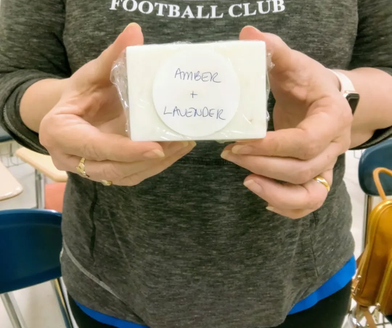 FOOTBALL CLUB
AMBER
+
LAVENDER